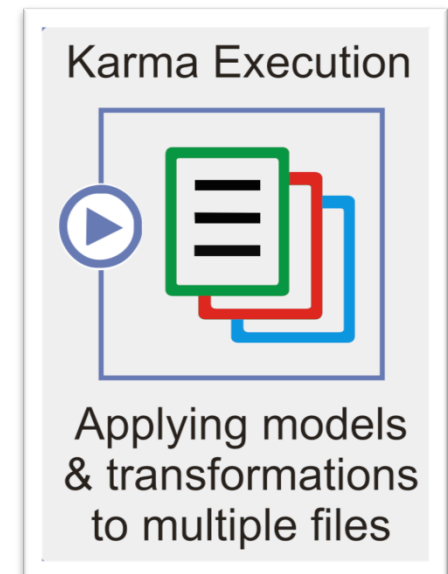 Karma Execution
Applying models
& transformations
to multiple files